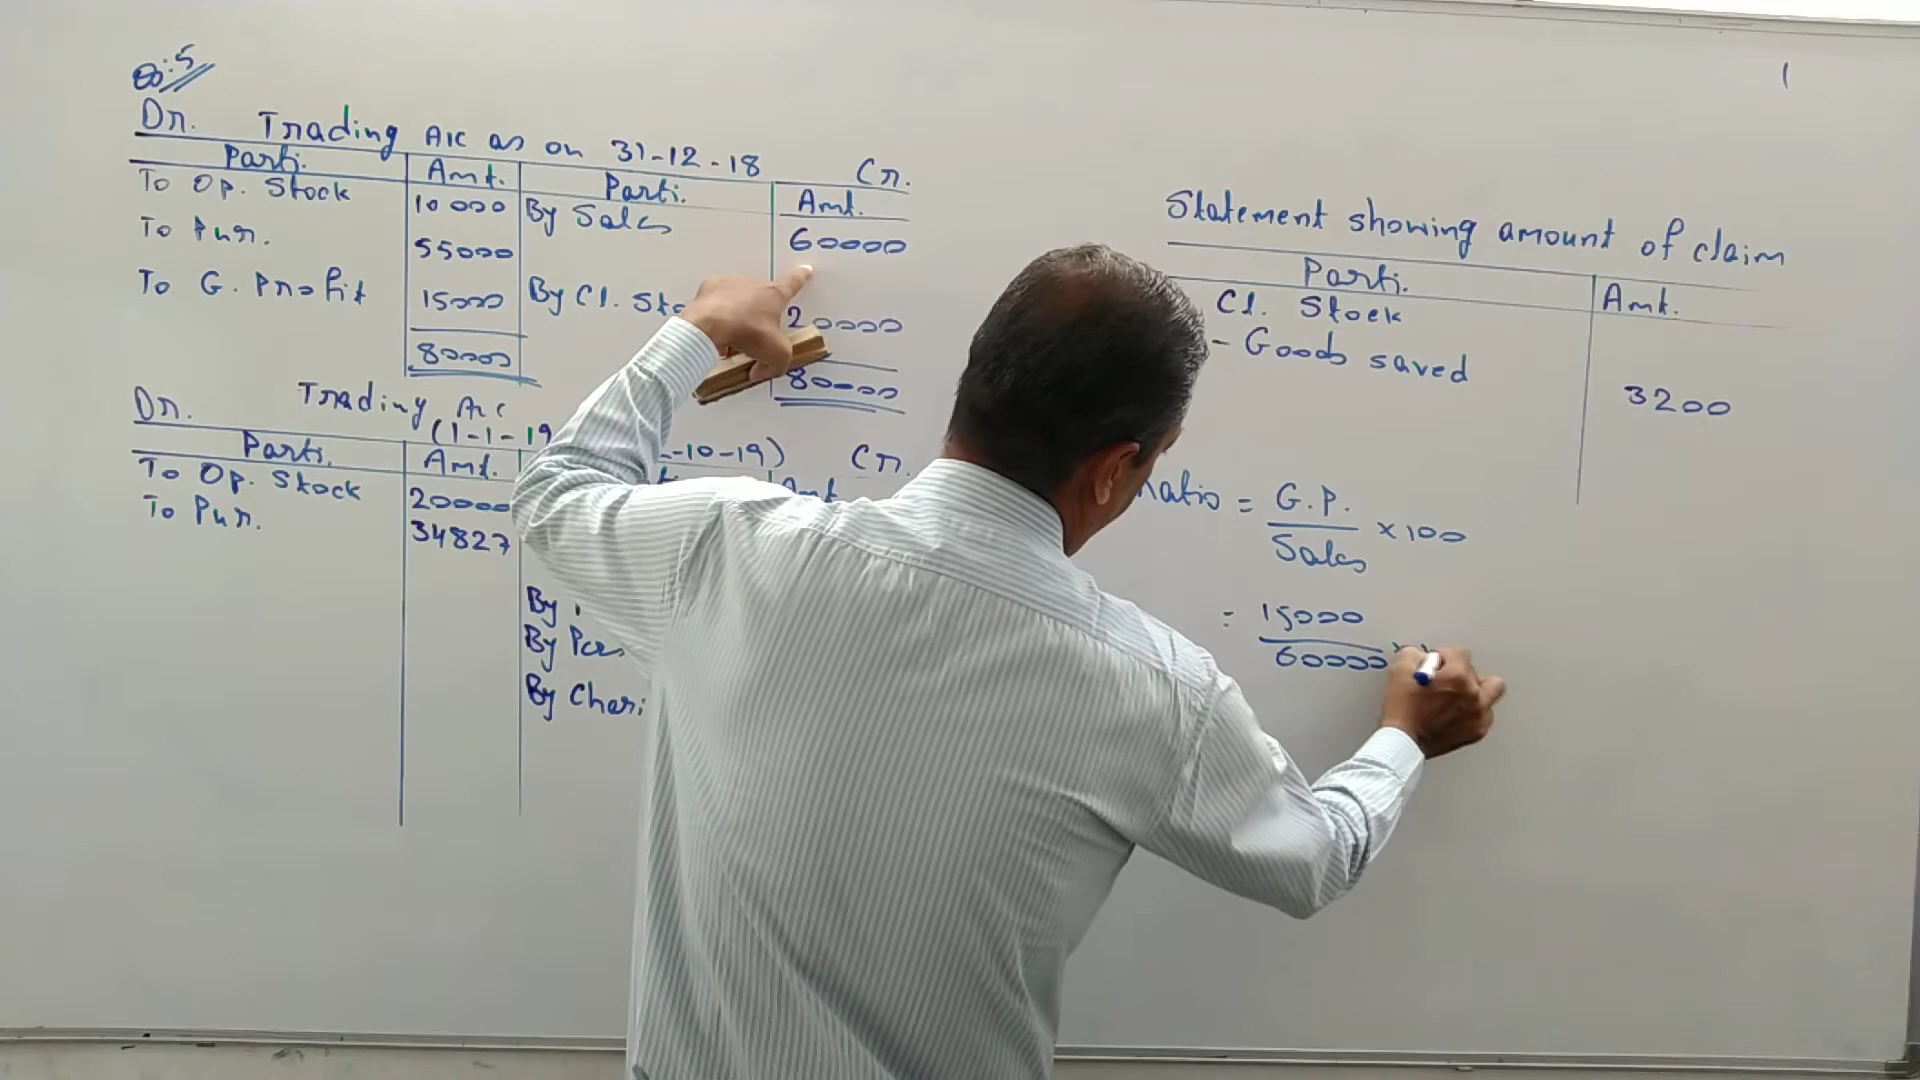 Q:5
Dr. Trading A/c as on 31-12-18 Cr.
Parti. Amt. Parti. Amt.
To Op. Stock 10000 By Sales 60000
To Pur. 55000
To G. Profit 15000 By Cl. Sto 20000
80000 80000
Dr. Trading A/c
(1-1-19 -10-19) Cr.
Parti. Amt. Amt
To Op. Stock 20000
To Pur. 34827
By
By
By
Statement showing amount of claim
Parti. Amt.
Cl. Stock
- Goods saved 3200
Ratio = G.P.
Sales
× 100
= 15000
60000
1